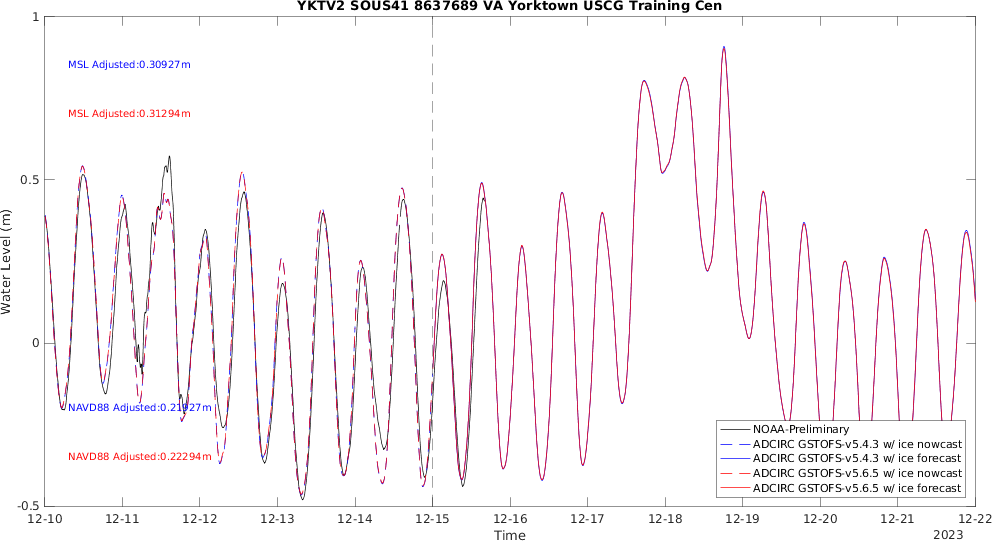 YKTV2 SOUS41 8637689 VA Yorktown USCG Training Cen
1
0.5
0
-0.5
Water Level (m)
MSL Adjusted:0.30927m
MSL Adjusted:0.31294m
NAVD88 Adjusted:0.21927m
NAVD88 Adjusted:0.22294m
NOAA-Preliminary
ADCIRC GSTOFS-v5.4.3 w/ ice nowcast
ADCIRC GSTOFS-v5.4.3 w/ ice forecast
ADCIRC GSTOFS-v5.6.5 w/ ice nowcast
ADCIRC GSTOFS-v5.6.5 w/ ice forecast
12-10 12-11 12-12 12-13 12-14 12-15 12-16 12-17 12-18 12-19 12-20 12-21 12-22
Time
2023